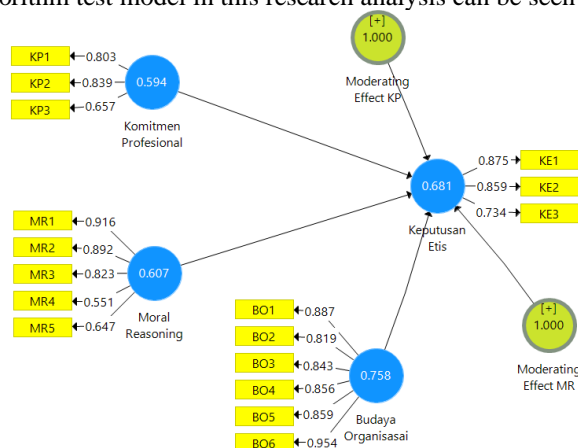 orithm test model in this research analysis can be seen
[+]
1.000
Moderating
Effect KP
KP1
0.803
KP2
0.839
KP3
0.657
0.594
Komitmen
Profesional
0.681
Keputusan
Etis
0.875
KE1
0.859
KE2
0.734
KE3
MR1
0.916
MR2
0.892
MR3
0.823
MR4
0.551
MR5
0.647
0.607
Moral
Reasoning
BO1
0.887
BO2
0.819
BO3
0.843
BO4
0.856
BO5
0.859
BO6
0.954
0.758
Budaya
Organisasai
[+]
1.000
Moderating
Effect MR